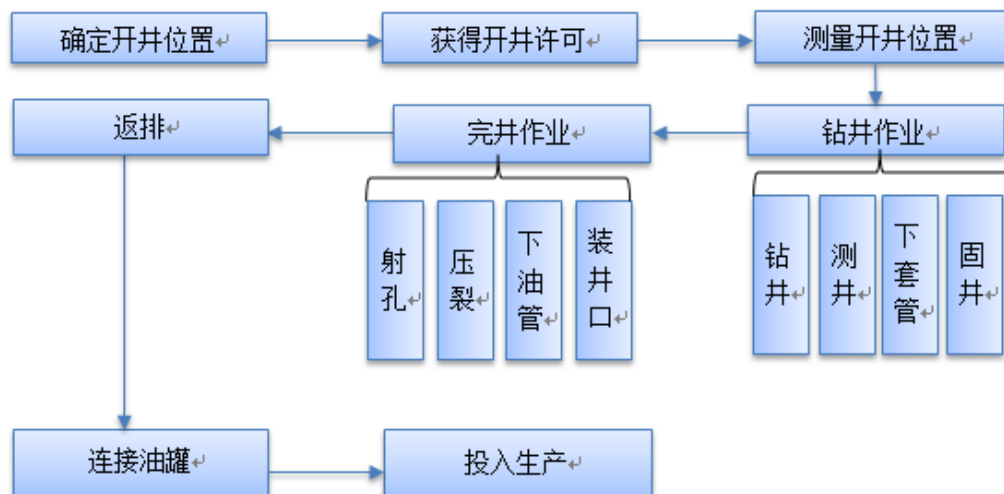 确定开井位置
获得开井许可
测量开井位置
返排
完井作业
钻井作业
射孔
压裂
下油管
装井口
钻井
测井
下套管
固井
连接油罐
投入生产